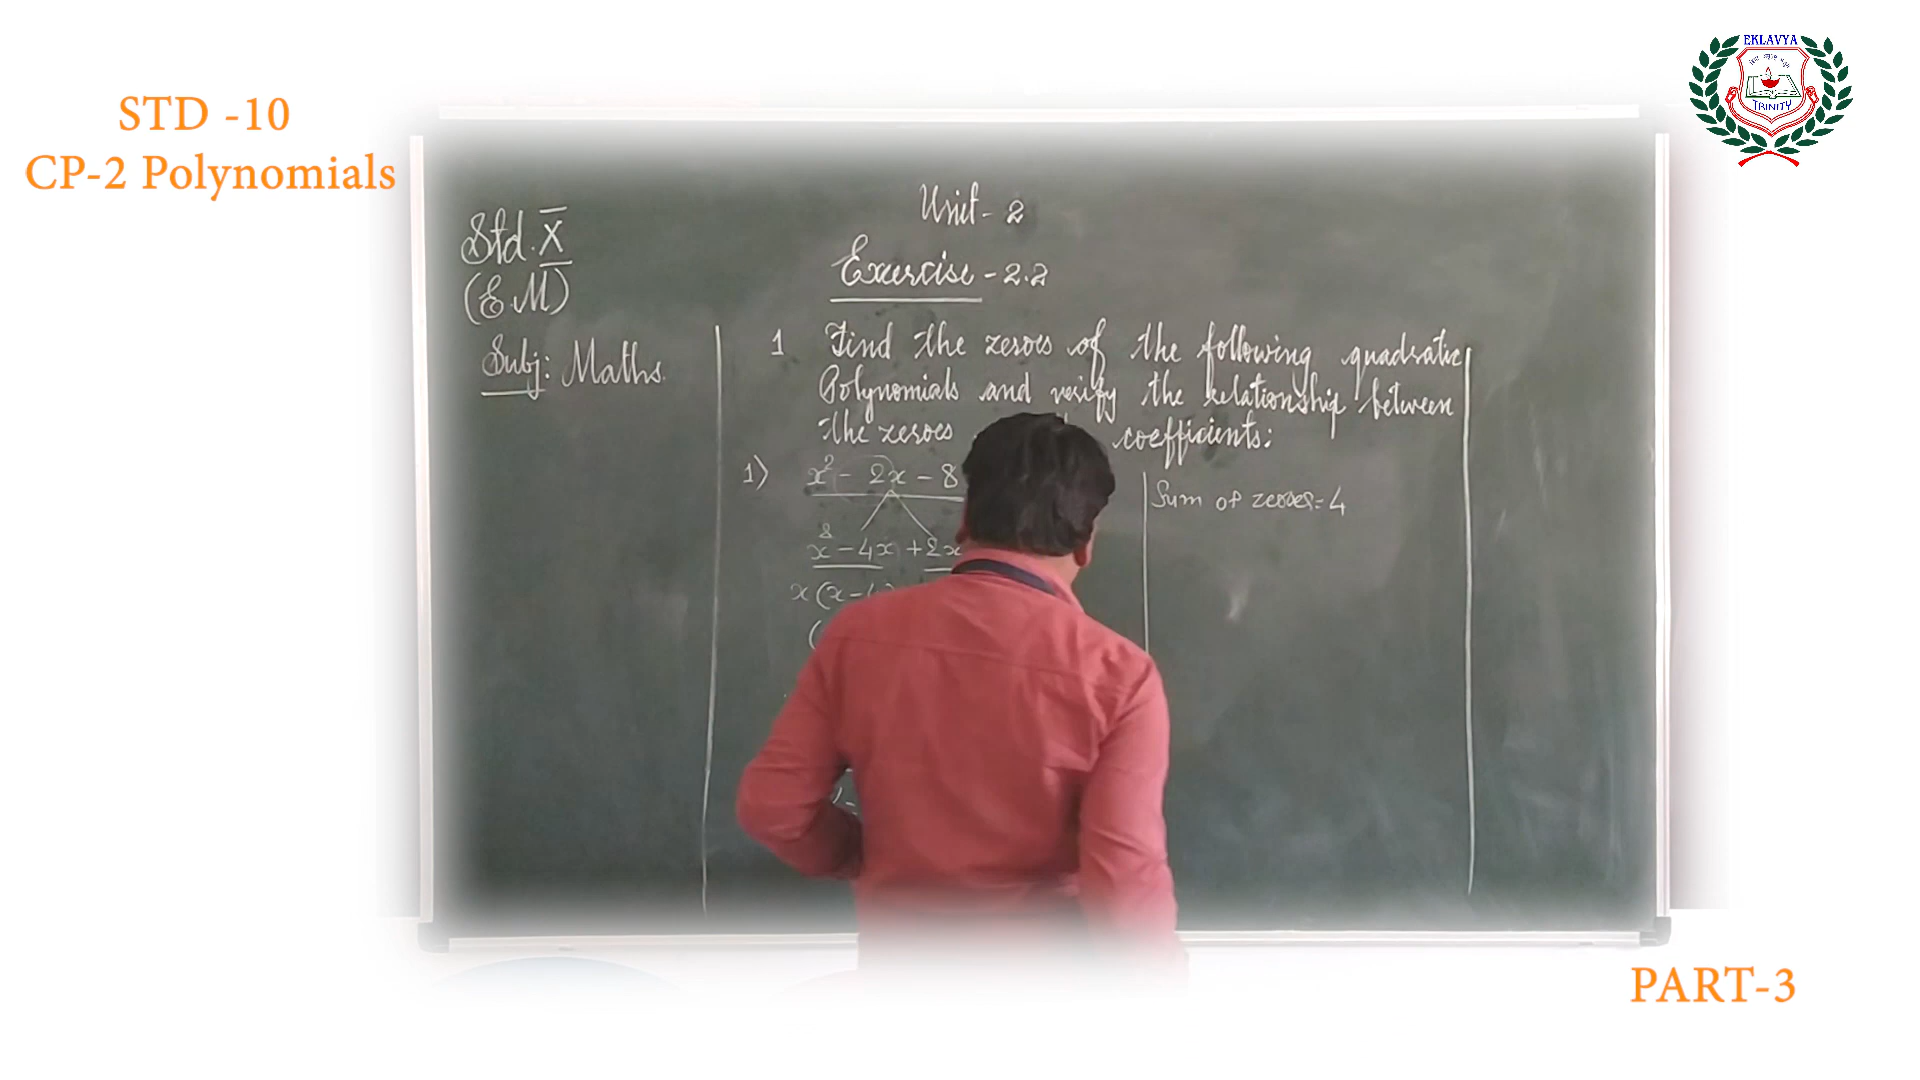 STD -10
CP-2 Polynomials
EKLAVYA
TRINITY
Std. X
(E.M)
Subj: Maths.
Unit - 2
Exercise - 2.2
1 Find the zeroes of the following quadratic
Polynomials and verify the relationship between
the zeroes coefficients:
1) x² - 2x - 8
x² - 4x + 2x
x(x-4
Sum of zeroes = 4
PART-3